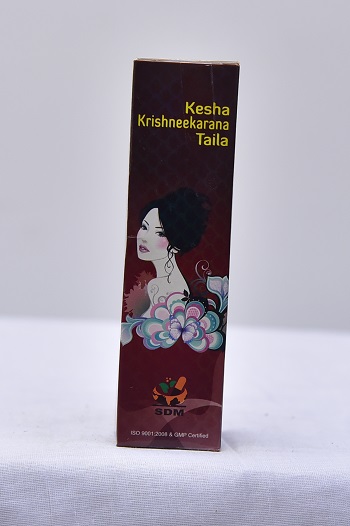 Kesha
Krishneekarana
Taila
SDM
ISO 9001:2008 & GMP Certified